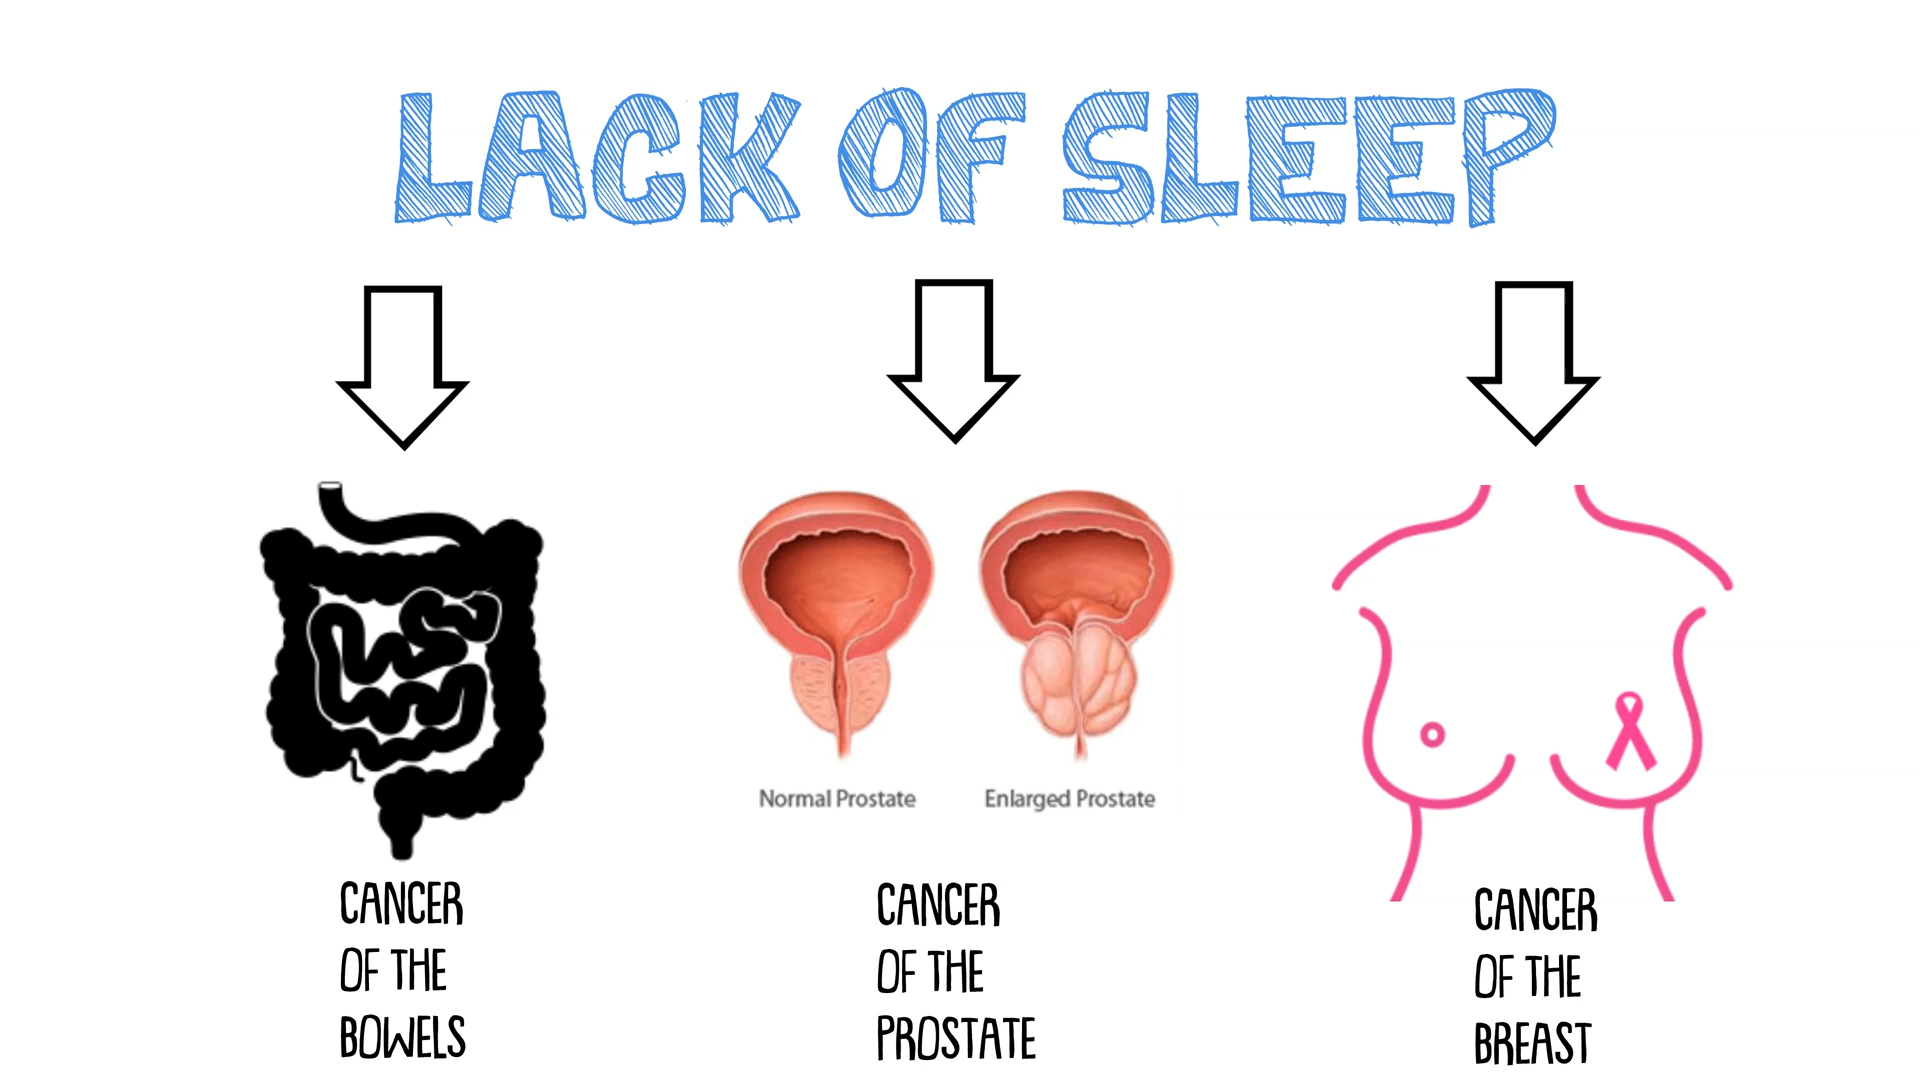 LACK OF SLEEP
Normal Prostate
Enlarged Prostate
CANCER
OF THE
BOWELS
CANCER
OF THE
PROSTATE
CANCER
OF THE
BREAST